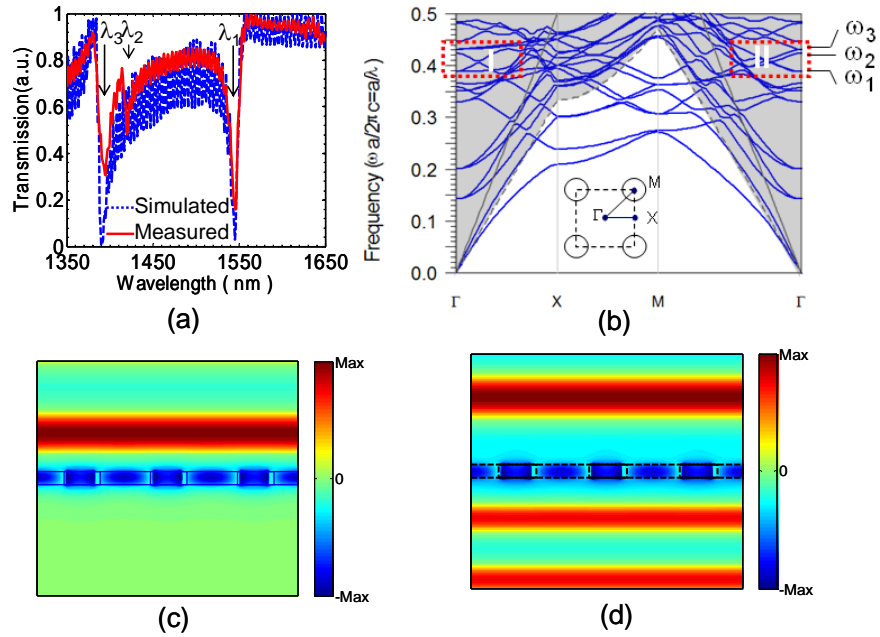 1
0.8
0.6
0.4
0.2
0
Transmission(a.u.)
λ3
λ2
λ1
Simulated
Measured
1350
1450
1550
1650
Wavelength ( nm )
(a)
0.5
0.4
0.3
0.2
0.1
0.0
Frequency (ωa/2πc=a/λ)
I
II
ω3
ω2
ω1
Γ
X
M
Γ
X
M
Γ
(b)
Max
0
-Max
(c)
Max
0
-Max
(d)